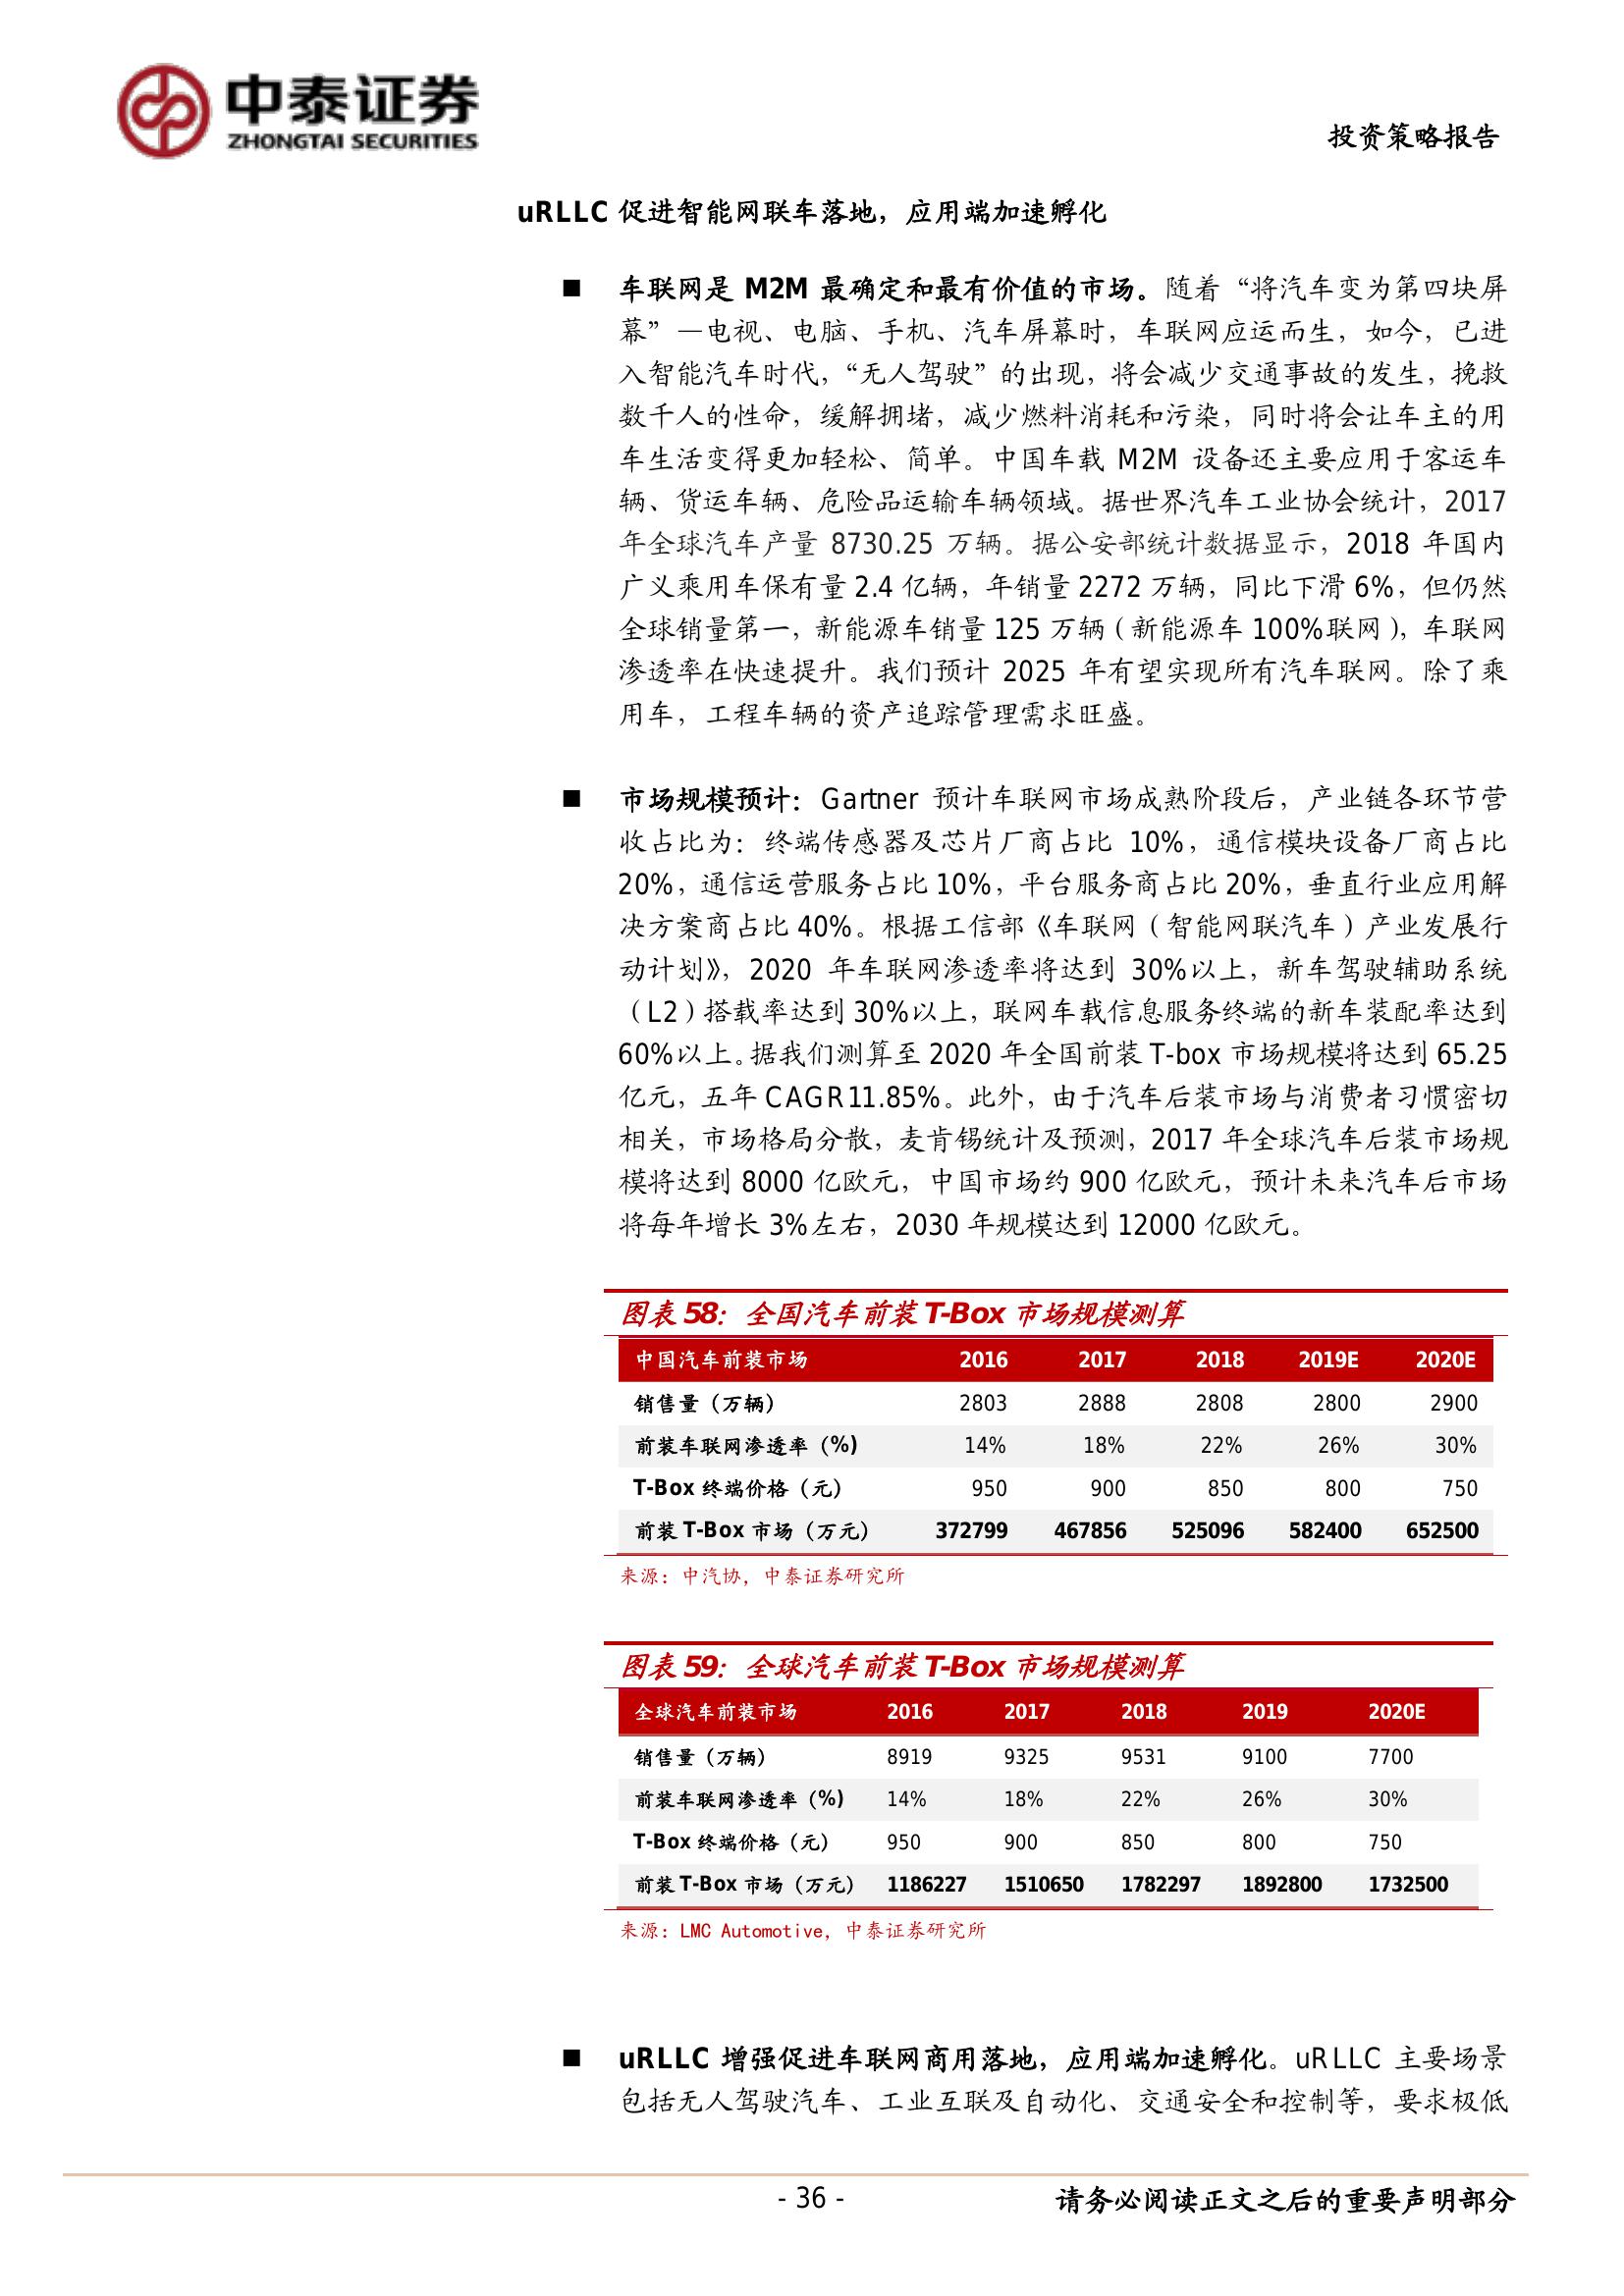 中泰证券
ZHONGTAI SECURITIES
投资策略报告
uRLLC 促进智能网联车落地，应用端加速孵化
■ 车联网是 M2M 最确定和最有价值的市场。随着“将汽车变为第四块屏
幕”—电视、电脑、手机、汽车屏幕时，车联网应运而生，如今，已进
入智能汽车时代，“无人驾驶”的出现，将会减少交通事故的发生，挽救
数千人的性命，缓解拥堵，减少燃料消耗和污染，同时将会让车主的用
车生活变得更加轻松、简单。中国车载 M2M 设备还主要应用于客运车
辆、货运车辆、危险品运输车辆领域。据世界汽车工业协会统计，2017
年全球汽车产量 8730.25 万辆。据公安部统计数据显示，2018 年国内
广义乘用车保有量 2.4 亿辆，年销量 2272 万辆，同比下滑 6%，但仍然
全球销量第一，新能源车销量 125 万辆（新能源车 100%联网），车联网
渗透率在快速提升。我们预计 2025 年有望实现所有汽车联网。除了乘
用车，工程车辆的资产追踪管理需求旺盛。
■ 市场规模预计：Gartner 预计车联网市场成熟阶段后，产业链各环节营
收占比为：终端传感器及芯片厂商占比 10%，通信模块设备厂商占比
20%，通信运营服务占比 10%，平台服务商占比 20%，垂直行业应用解
决方案商占比 40%。根据工信部《车联网（智能网联汽车）产业发展行
动计划》，2020 年车联网渗透率将达到 30%以上，新车驾驶辅助系统
（L2）搭载率达到 30%以上，联网车载信息服务终端的新车装配率达到
60%以上。据我们测算至 2020 年全国前装 T-box 市场规模将达到 65.25
亿元，五年 CAGR11.85%。此外，由于汽车后装市场与消费者习惯密切
相关，市场格局分散，麦肯锡统计及预测，2017 年全球汽车后装市场规
模将达到 8000 亿欧元，中国市场约 900 亿欧元，预计未来汽车后市场
将每年增长 3%左右，2030 年规模达到 12000 亿欧元。
图表 58：全国汽车前装 T-Box 市场规模测算
中国汽车前装市场 2016 2017 2018 2019E 2020E
销售量（万辆） 2803 2888 2808 2800 2900
前装车联网渗透率（%） 14% 18% 22% 26% 30%
T-Box 终端价格（元） 950 900 850 800 750
前装 T-Box 市场（万元） 372799 467856 525096 582400 652500
来源：中汽协，中泰证券研究所
图表 59：全球汽车前装 T-Box 市场规模测算
全球汽车前装市场 2016 2017 2018 2019 2020E
销售量（万辆） 8919 9325 9531 9100 7700
前装车联网渗透率（%） 14% 18% 22% 26% 30%
T-Box 终端价格（元） 950 900 850 800 750
前装 T-Box 市场（万元） 1186227 1510650 1782297 1892800 1732500
来源：LMC Automotive，中泰证券研究所
■ uRLLC 增强促进车联网商用落地，应用端加速孵化。uRLLC 主要场景
包括无人驾驶汽车、工业互联及自动化、交通安全和控制等，要求极低
- 36 -
请务必阅读正文之后的重要声明部分